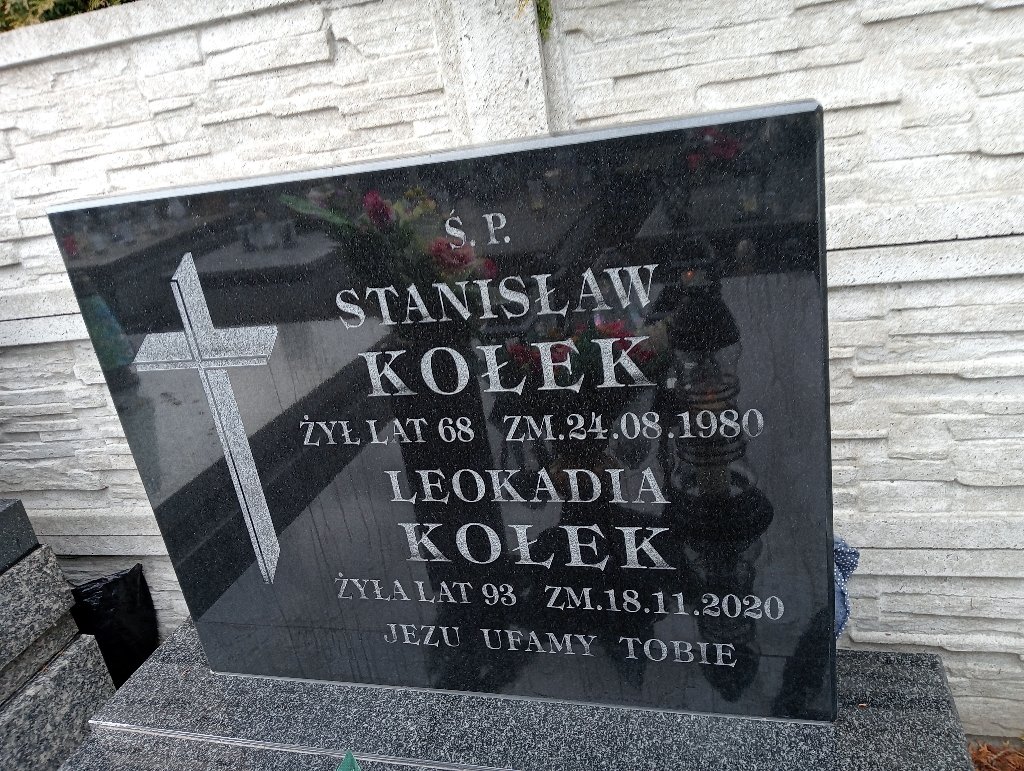 Ś. P.
STANISŁAW
KOŁEK
ŻYŁ LAT 68 ZM.24.08.1980
LEOKADIA
KOŁEK
ŻYŁA LAT 93 ZM.18.11.2020
JEZU UFAMY TOBIE